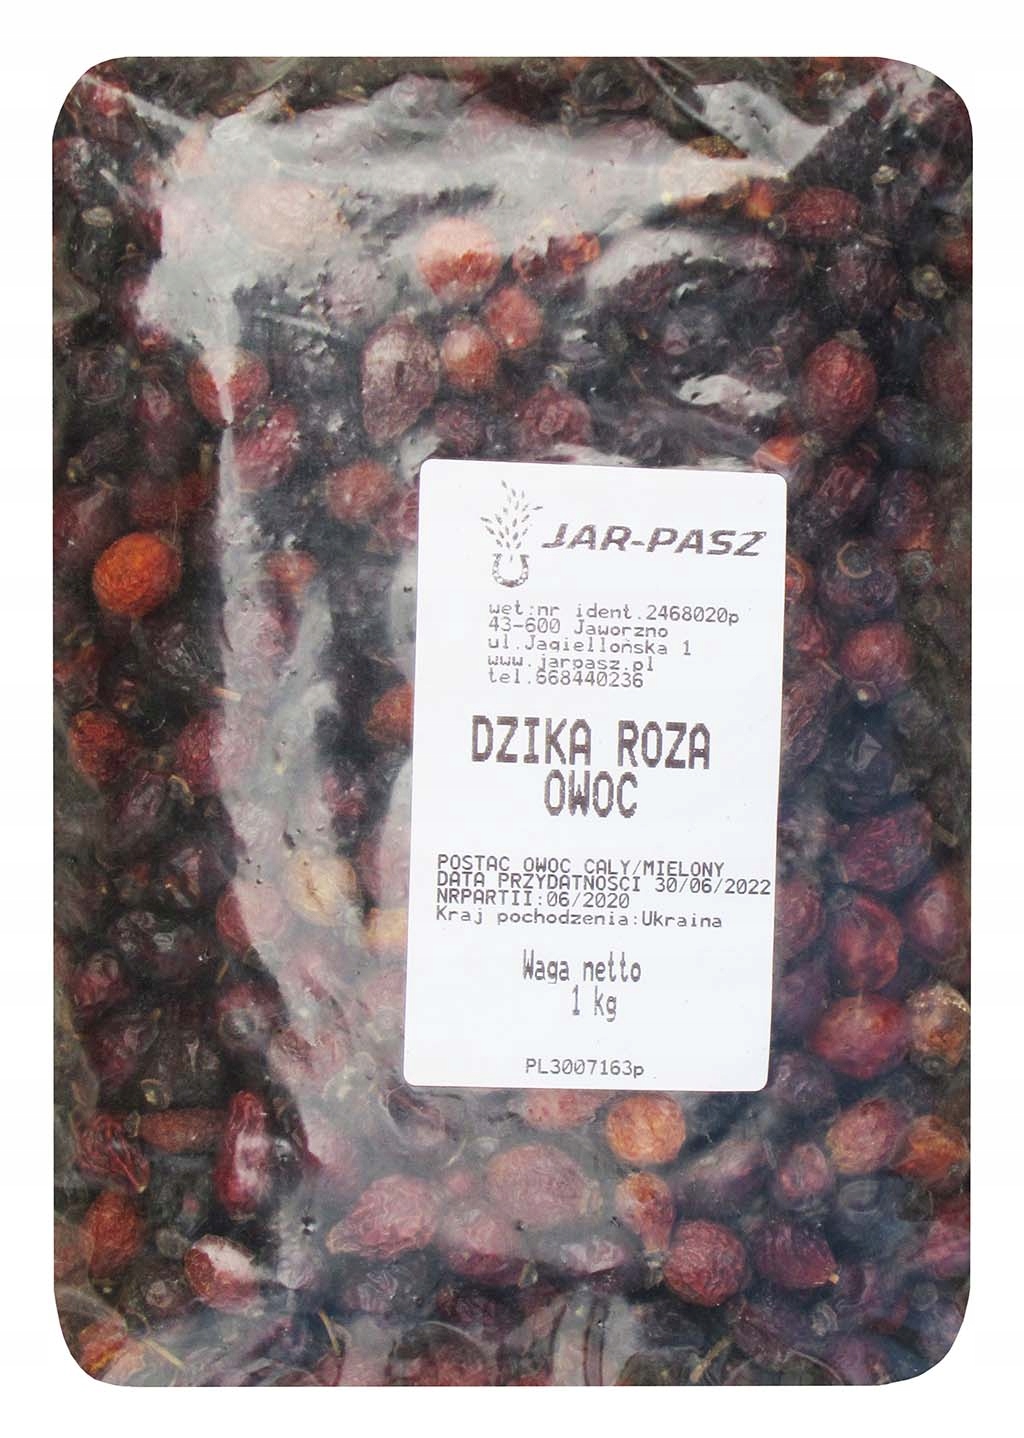 JAR-PASZ
wet.nr ident.2468020p
43-600 Jaworzno
ul.Jagiellońska 1
www.jarpasz.pl
tel.668440236
DZIKA ROZA
OWOC
POSTAC OWOC CALY/MIELONY
DATA PRZYDATNOSCI 30/06/2022
NRPARTII:06/2020
Kraj pochodzenia:Ukraina
Waga netto
1 kg
PL3007163p